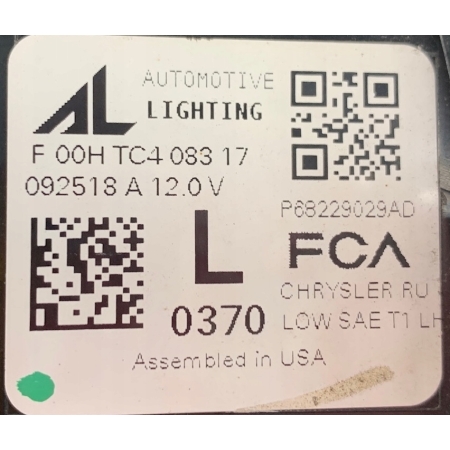 AL AUTOMOTIVE
LIGHTING
F 00H TC4 083 17
092518 A 12.0 V
P68229029AD
L
FCA
0370
CHRYSLER RU
LOW SAE T1 LH
Assembled in USA